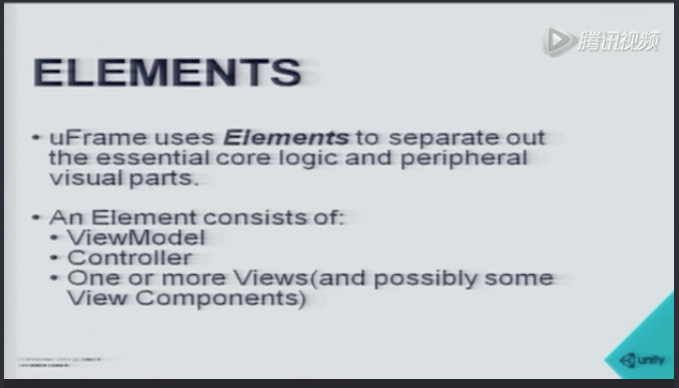 腾讯视频
ELEMENTS
• uFrame uses Elements to separate out
the essential core logic and peripheral
visual parts.
• An Element consists of:
• ViewModel
• Controller
• One or more Views(and possibly some
View Components)
unity